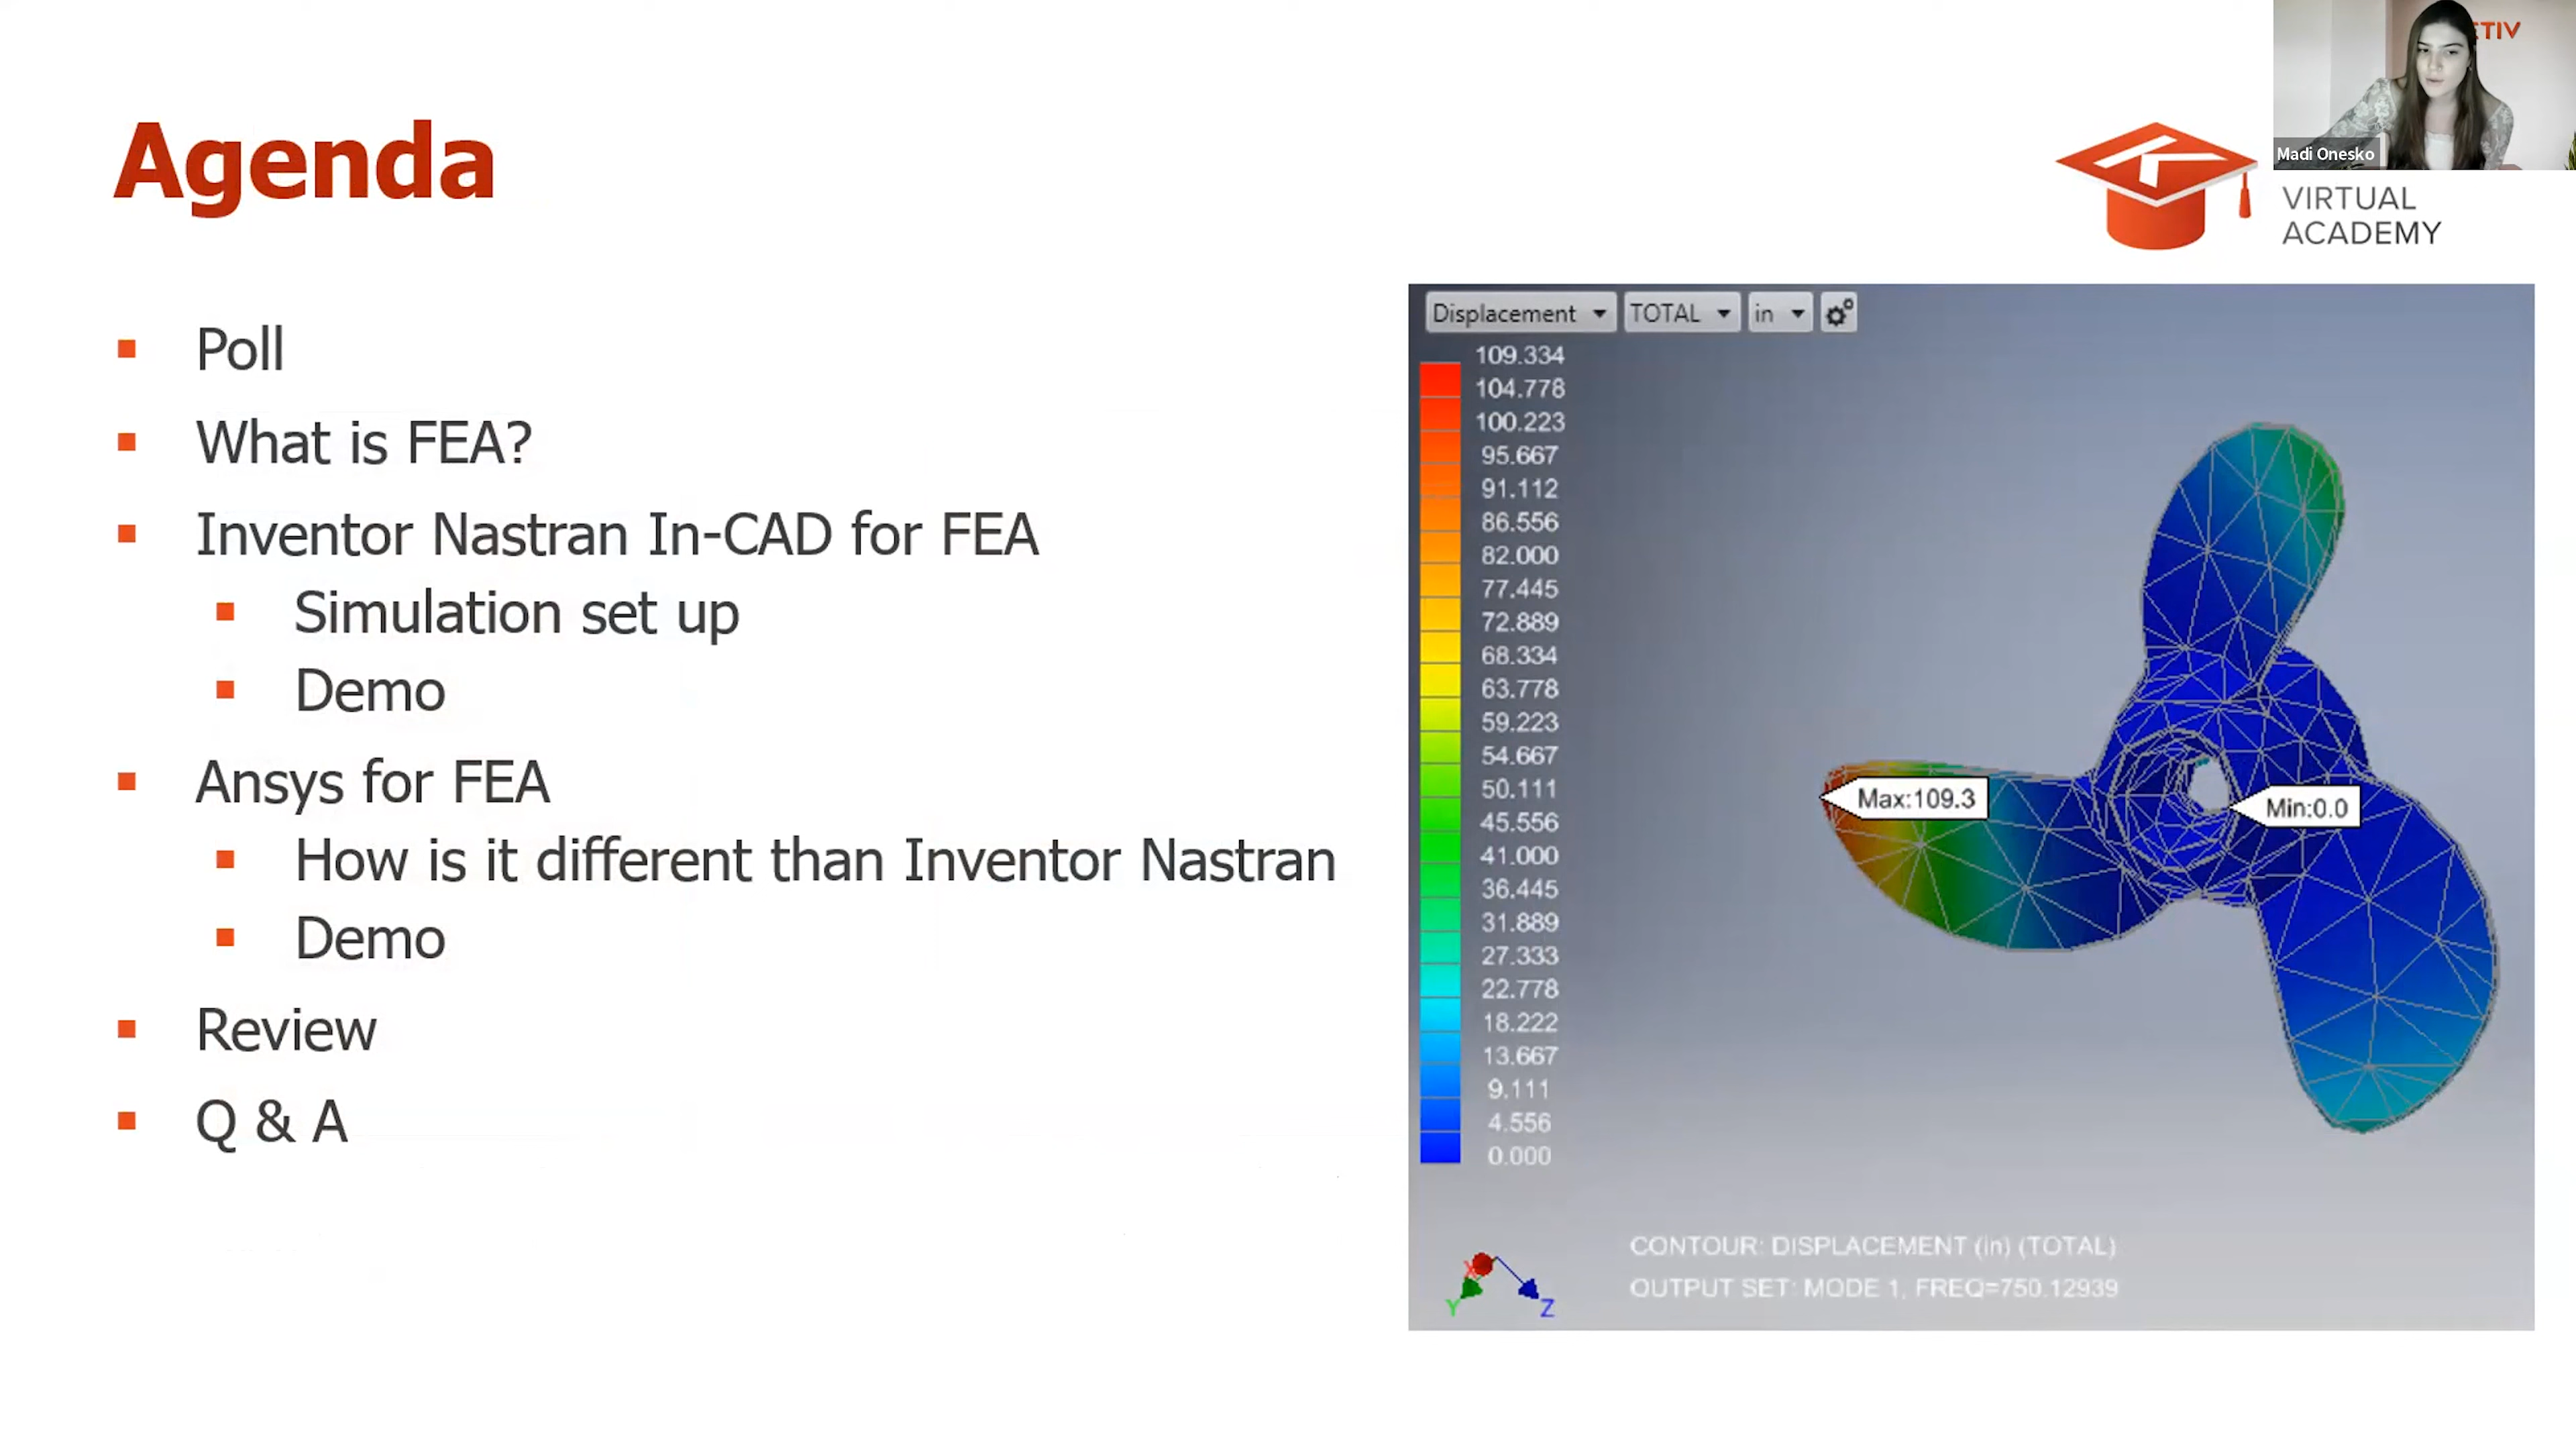 Agenda
ETIV
Madi Onesko
VIRTUAL
ACADEMY
Poll
What is FEA?
Inventor Nastran In-CAD for FEA
Simulation set up
Demo
Ansys for FEA
How is it different than Inventor Nastran
Demo
Review
Q & A
Displacement TOTAL in
109.334
104.778
100.223
95.667
91.112
86.556
82.000
77.445
72.889
68.334
63.778
59.223
54.667
50.111
45.556
41.000
36.445
31.889
27.333
22.778
18.222
13.667
9.111
4.556
0.000
Max:109.3
Min:0.0
X
Y
Z
CONTOUR: DISPLACEMENT (in) (TOTAL)
OUTPUT SET: MODE 1, FREQ=750.12939